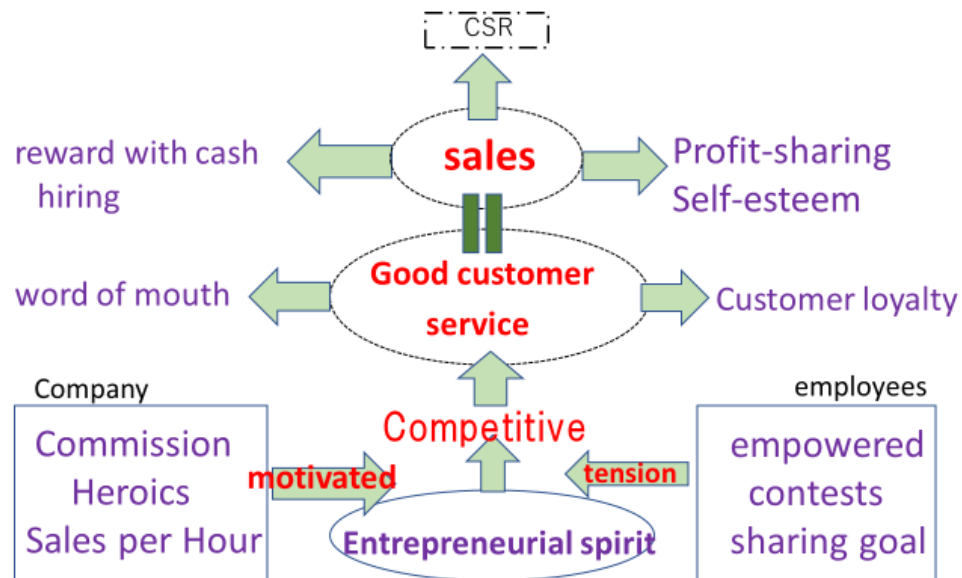 CSR
reward with cash
hiring
sales
Profit-sharing
Self-esteem
word of mouth
Good customer
service
Customer loyalty
Company
Commission
Heroics
Sales per Hour
motivated
Competitive
tension
Entrepreneurial spirit
employees
empowered
contests
sharing goal